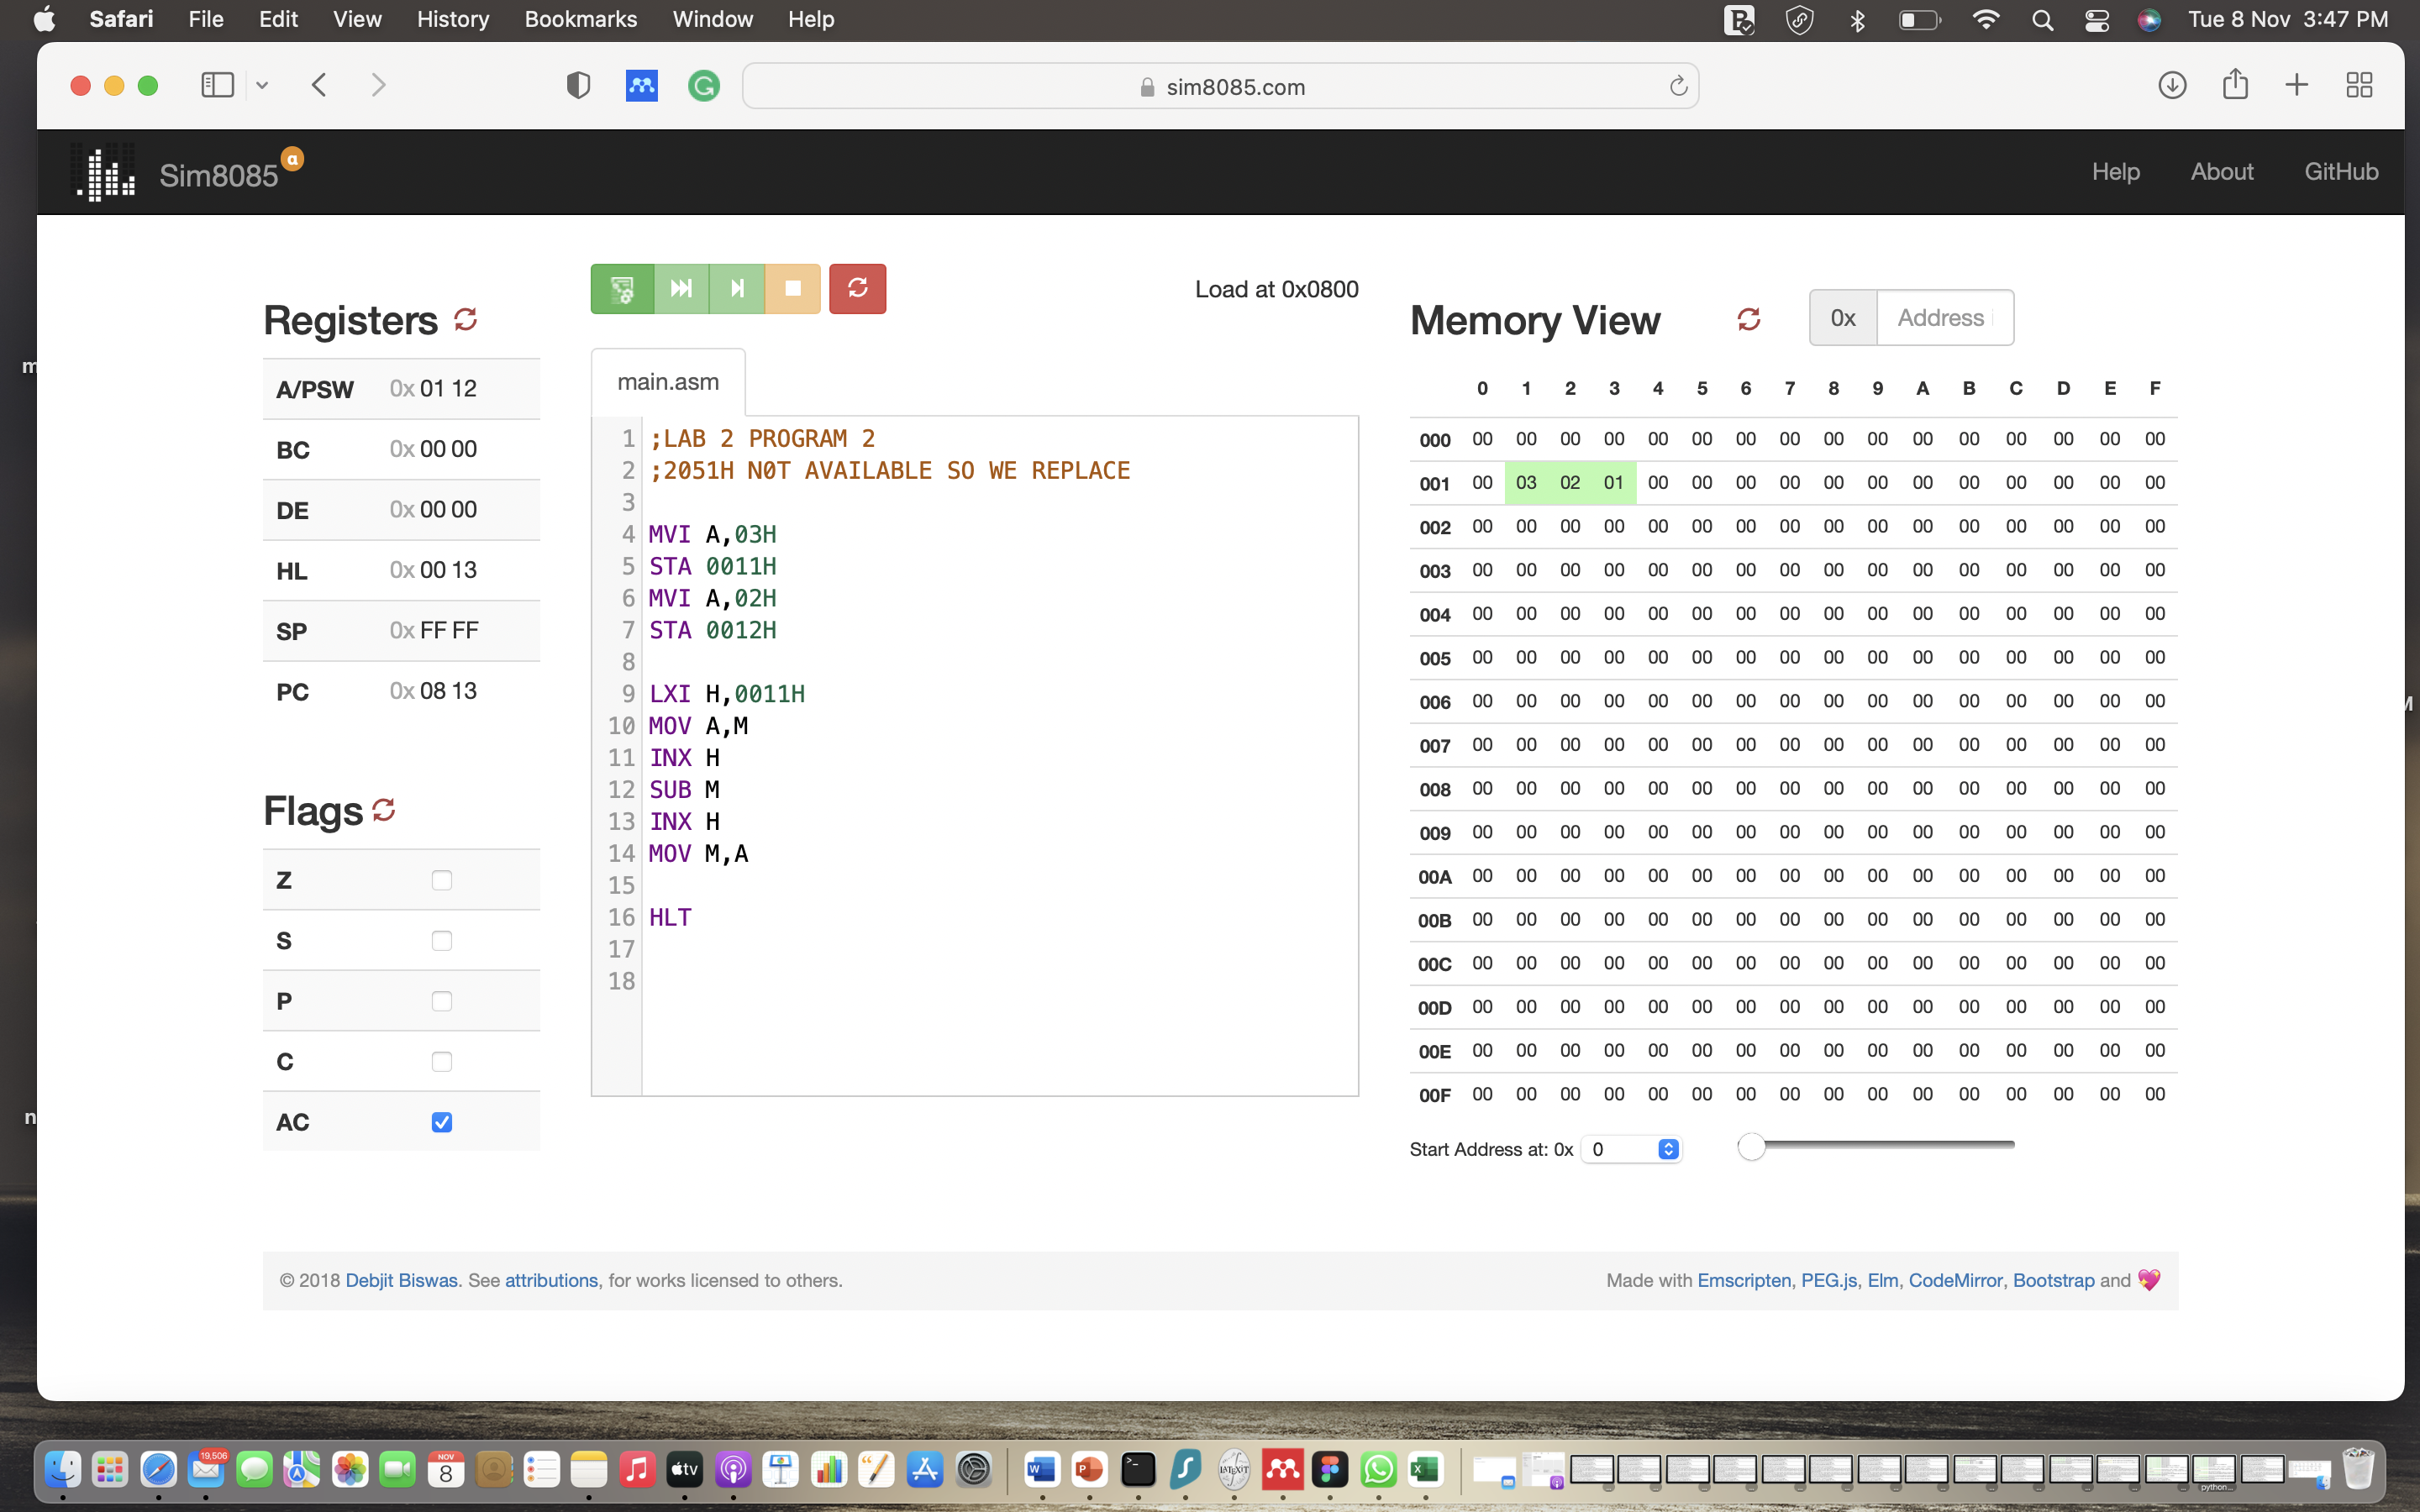 Safari File Edit View History Bookmarks Window Help Tue 8 Nov 3:47 PM
sim8085.com
Sim8085 α Help About GitHub
Load at 0x0800
Registers
A/PSW 0x 01 12
BC 0x 00 00
DE 0x 00 00
HL 0x 00 13
SP 0x FF FF
PC 0x 08 13
Flags
Z
S
P
C
AC
main.asm
1 ;LAB 2 PROGRAM 2
2 ;2051H N0T AVAILABLE SO WE REPLACE
3
4 MVI A,03H
5 STA 0011H
6 MVI A,02H
7 STA 0012H
8
9 LXI H,0011H
10 MOV A,M
11 INX H
12 SUB M
13 INX H
14 MOV M,A
15
16 HLT
17
18
Memory View 0x Address
0 1 2 3 4 5 6 7 8 9 A B C D E F
000 00 00 00 00 00 00 00 00 00 00 00 00 00 00 00 00
001 00 03 02 01 00 00 00 00 00 00 00 00 00 00 00 00
002 00 00 00 00 00 00 00 00 00 00 00 00 00 00 00 00
003 00 00 00 00 00 00 00 00 00 00 00 00 00 00 00 00
004 00 00 00 00 00 00 00 00 00 00 00 00 00 00 00 00
005 00 00 00 00 00 00 00 00 00 00 00 00 00 00 00 00
006 00 00 00 00 00 00 00 00 00 00 00 00 00 00 00 00
007 00 00 00 00 00 00 00 00 00 00 00 00 00 00 00 00
008 00 00 00 00 00 00 00 00 00 00 00 00 00 00 00 00
009 00 00 00 00 00 00 00 00 00 00 00 00 00 00 00 00
00A 00 00 00 00 00 00 00 00 00 00 00 00 00 00 00 00
00B 00 00 00 00 00 00 00 00 00 00 00 00 00 00 00 00
00C 00 00 00 00 00 00 00 00 00 00 00 00 00 00 00 00
00D 00 00 00 00 00 00 00 00 00 00 00 00 00 00 00 00
00E 00 00 00 00 00 00 00 00 00 00 00 00 00 00 00 00
00F 00 00 00 00 00 00 00 00 00 00 00 00 00 00 00 00
Start Address at: 0x 0
© 2018 Debjit Biswas. See attributions, for works licensed to others.
Made with Emscripten, PEG.js, Elm, CodeMirror, Bootstrap and 💖
19,506
NOV
8
tv
W
P
LATEXiT
X
python...